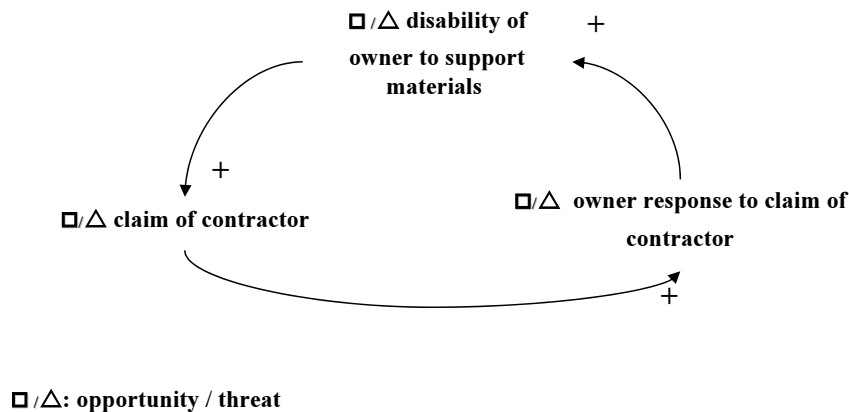 □/△ disability of +
owner to support
materials
+
□/△ claim of contractor
□/△ owner response to claim of
contractor
+
□/△: opportunity / threat